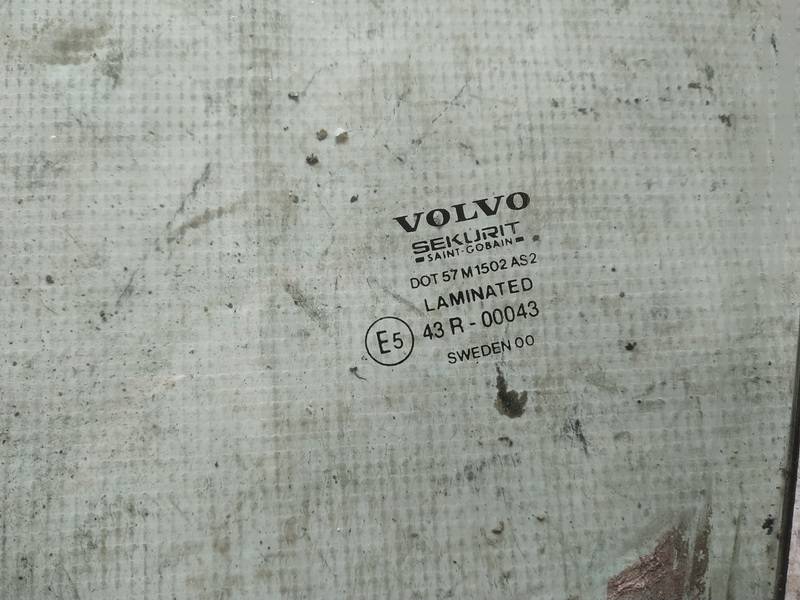 VOLVO
SEKURIT
SAINT-GOBAIN
DOT 57 M1502 AS2
LAMINATED
E5 43 R - 00043
SWEDEN 00